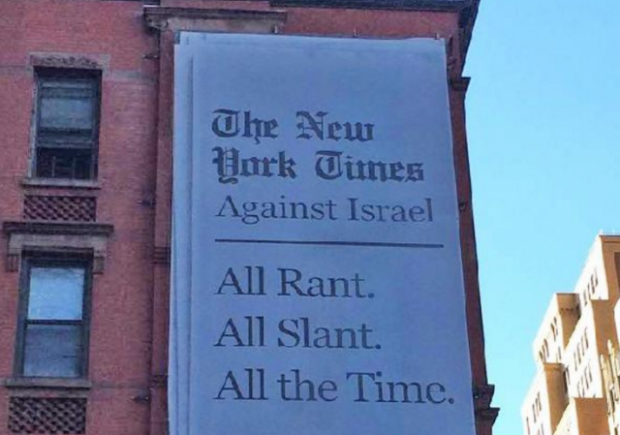 The New
York Times
Against Israel
All Rant.
All Slant.
All the Time.